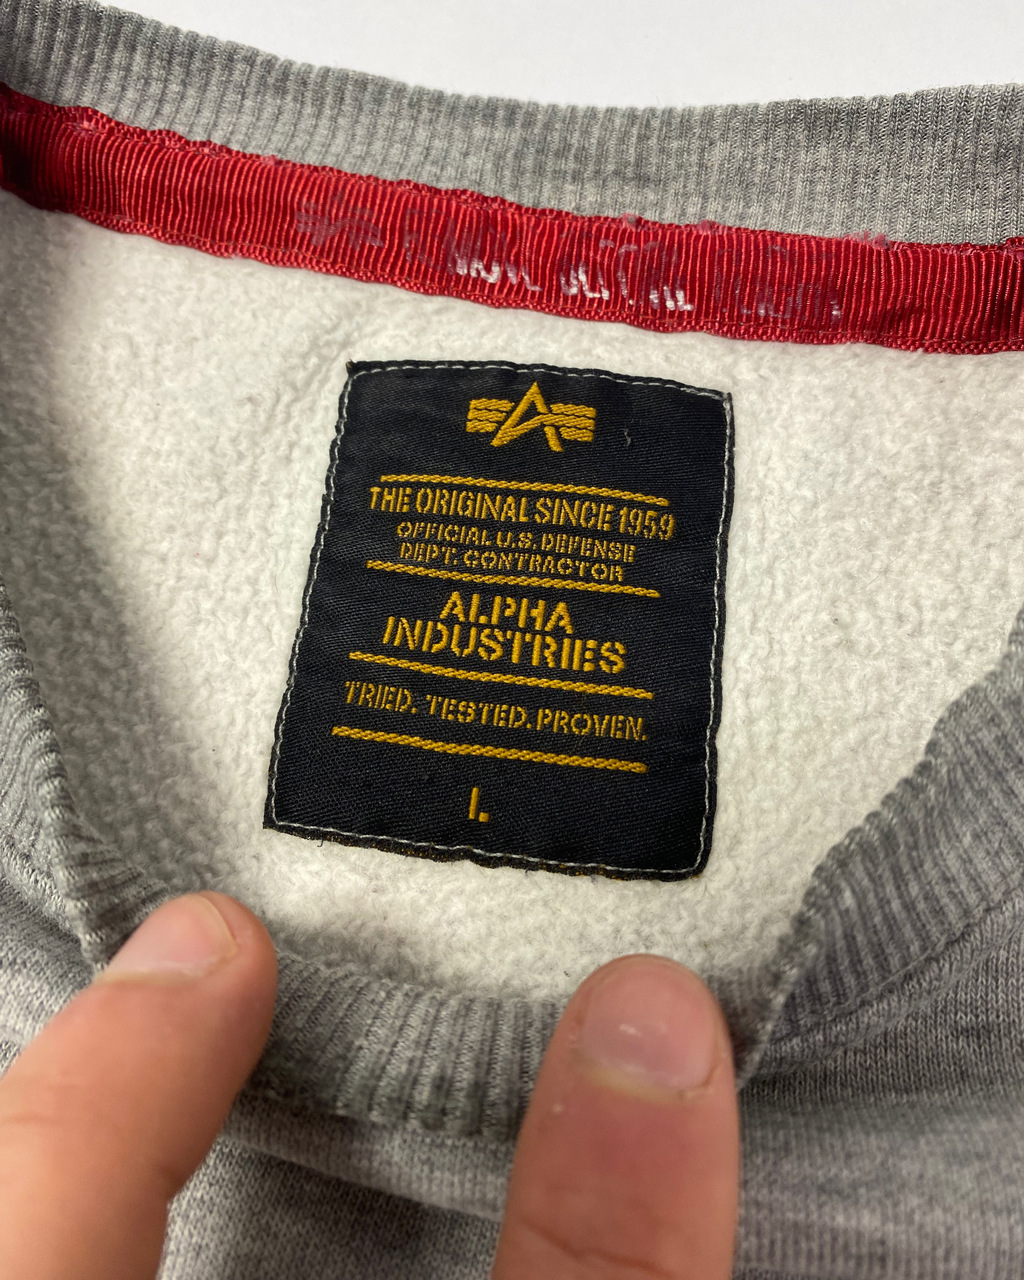 THE ORIGINAL SINCE 1959
OFFICIAL U.S. DEFENSE
DEPT. CONTRACTOR
ALPHA
INDUSTRIES
TRIED. TESTED. PROVEN.
L